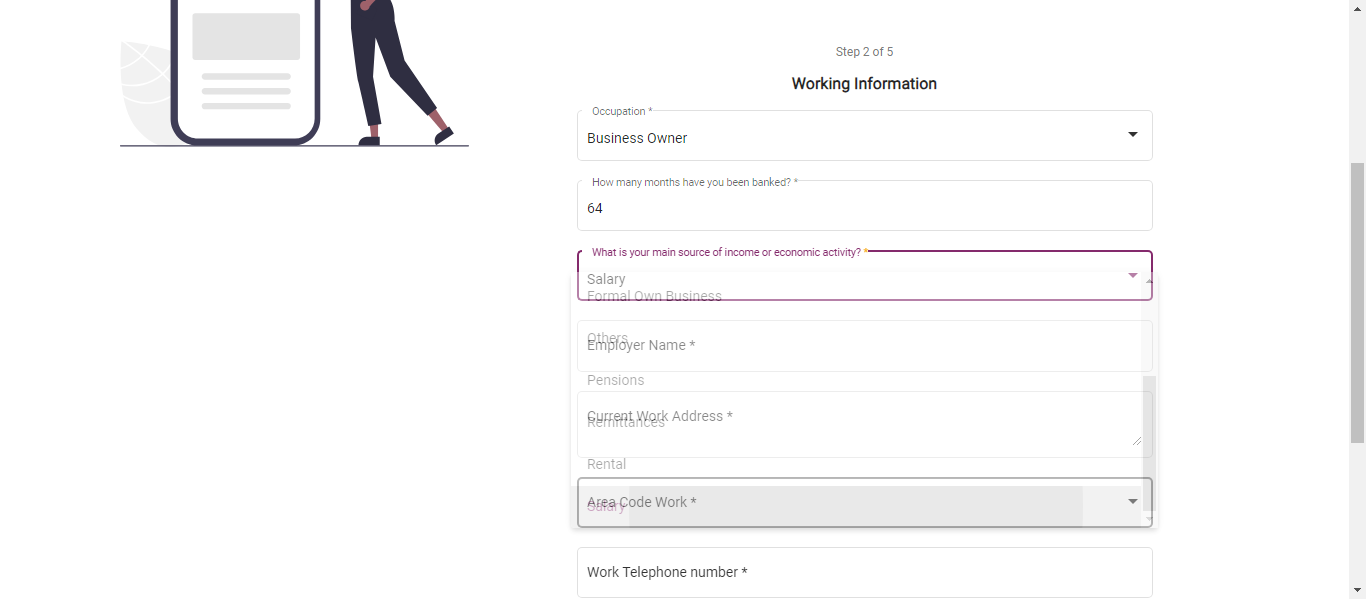 Step 2 of 5
Working Information
Occupation *
Business Owner
How many months have you been banked? *
64
What is your main source of income or economic activity? *
Salary
Formal Own Business
Others
Employer Name *
Pensions
Current Work Address *
Remittances
Rental
Area Code Work *
Salary
Work Telephone number *